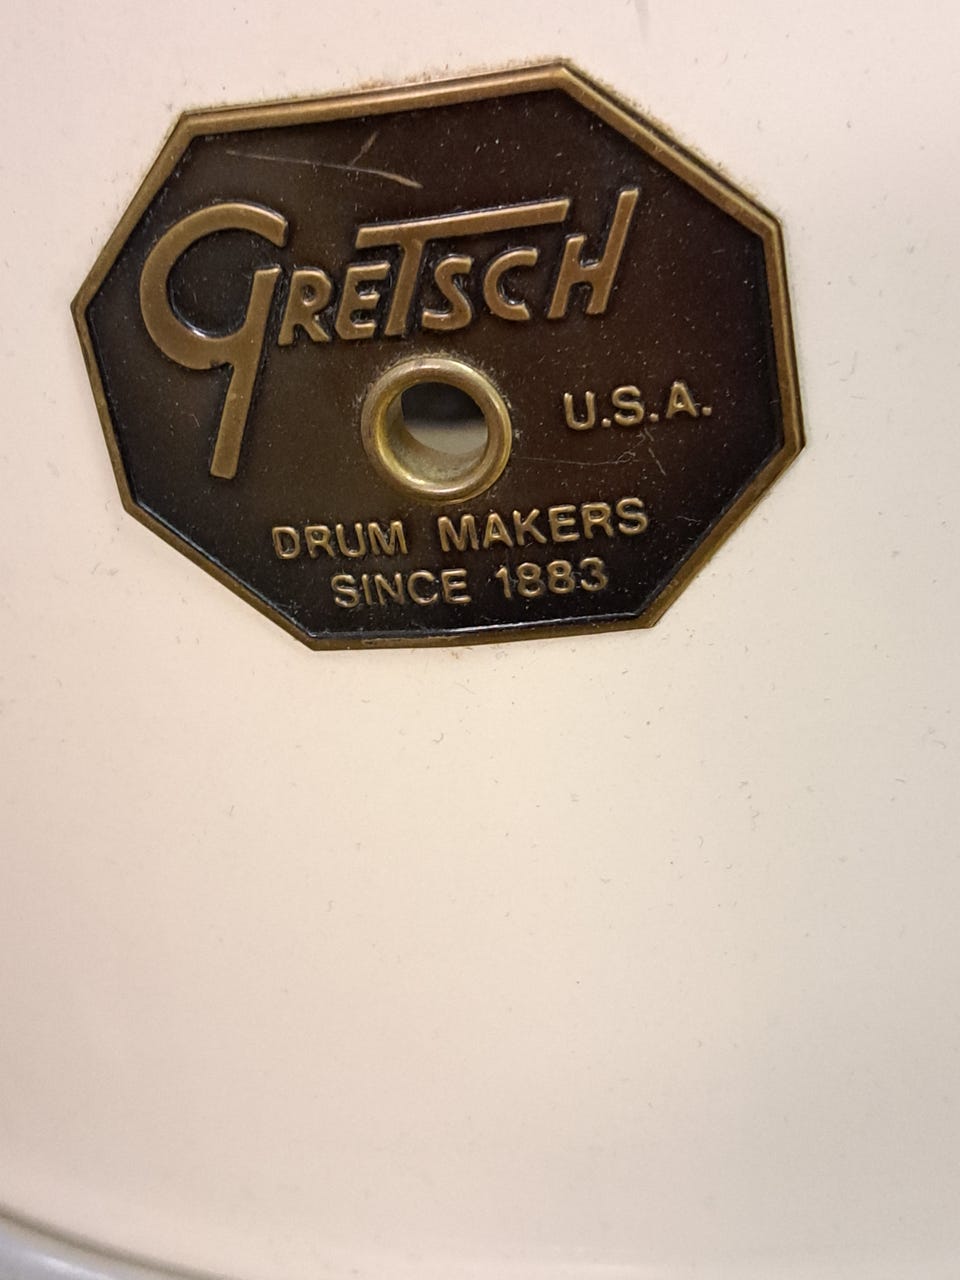 GRETSCH
U.S.A.
DRUM MAKERS
SINCE 1883